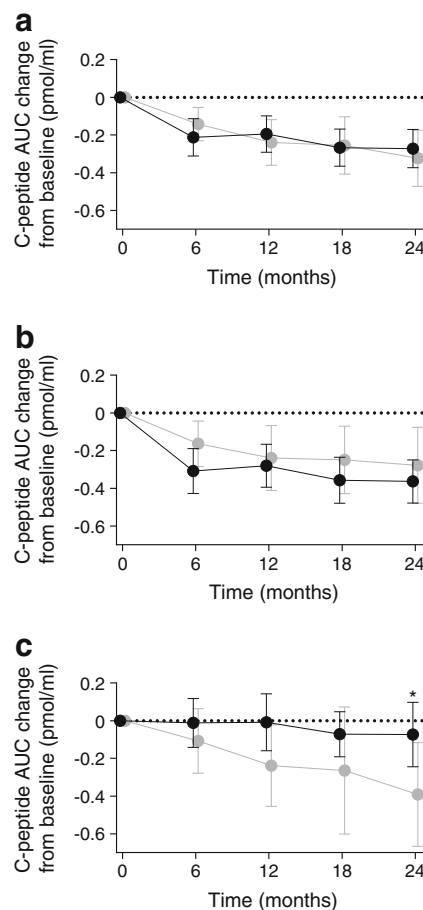 a
C-peptide AUC change
from baseline (pmol/ml)
0.2
0
-0.2
-0.4
-0.6
0 6 12 18 24
Time (months)
b
C-peptide AUC change
from baseline (pmol/ml)
0.2
0
-0.2
-0.4
-0.6
0 6 12 18 24
Time (months)
c
C-peptide AUC change
from baseline (pmol/ml)
0.2
0
-0.2
-0.4
-0.6
*
0 6 12 18 24
Time (months)